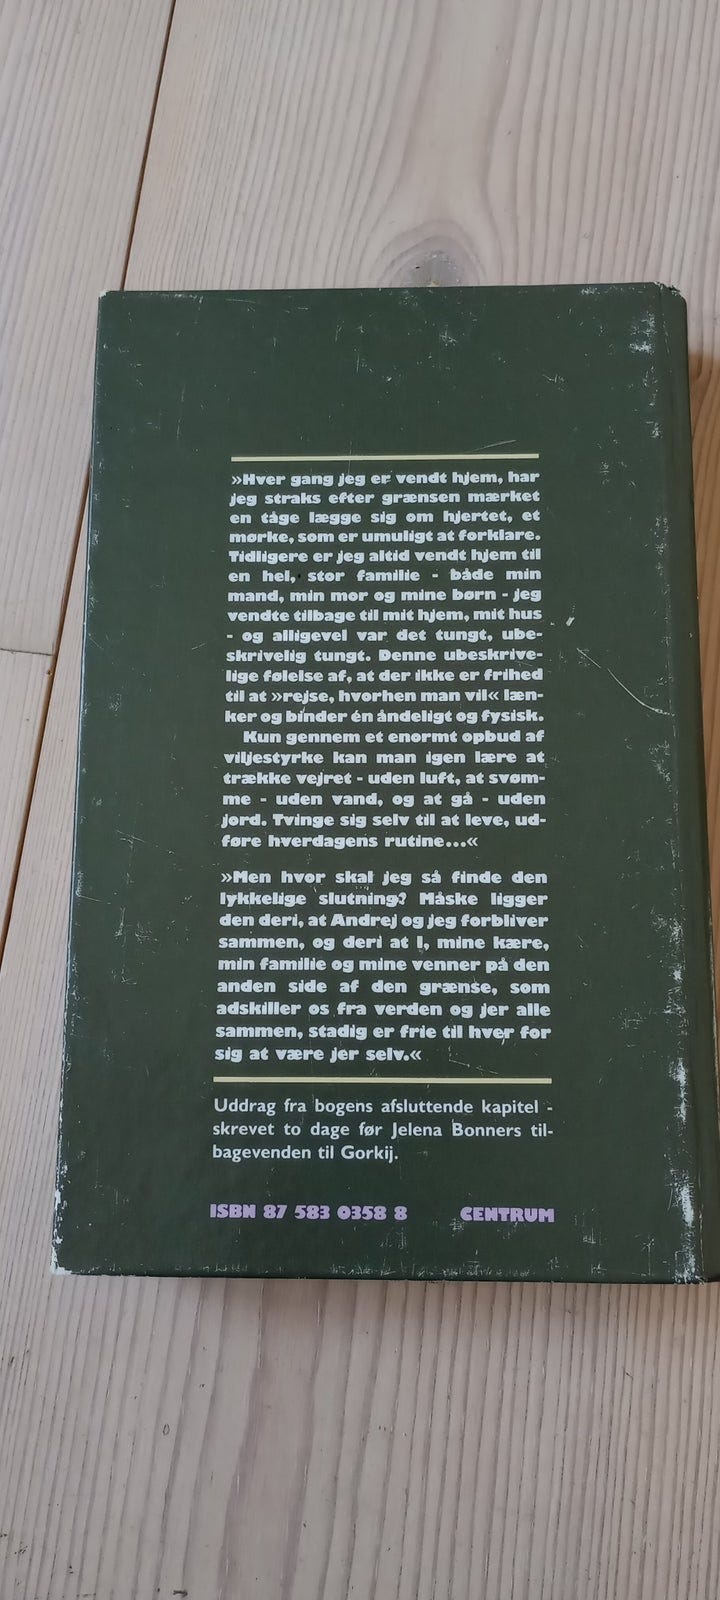 »Hver gang jeg er vendt hjem, har
jeg straks efter grænsen mærket
en tåge lægge sig om hjertet, et
mørke, som er umuligt at forklare.
Tidligere er jeg altid vendt hjem til
en hel, stor familie - både min
mand, min mor og mine børn - jeg
vendte tilbage til mit hjem, mit hus
- og alligevel var det tungt, ube-
skrivelig tungt. Denne ubeskrive-
lige følelse af, at der ikke er frihed
til at »rejse, hvorhen man vil« læn-
ker og binder én åndeligt og fysisk.
Kun gennem et enormt opbud af
viljestyrke kan man igen lære at
trække vejret - uden luft, at svøm-
me - uden vand, og at gå - uden
jord. Tvinge sig selv til at leve, ud-
føre hverdagens rutine...«
»Men hvor skal jeg så finde den
lykkelige slutning? Måske ligger
den deri, at Andrej og jeg forbliver
sammen, og deri at I, mine kære,
min familie og mine venner på den
anden side af den grænse, som
adskiller os fra verden og jer alle
sammen, stadig er frie til hver for
sig at være jer selv.«
Uddrag fra bogens afsluttende kapitel -
skrevet to dage før Jelena Bonners til-
bagevenden til Gorkij.
ISBN 87 583 0358 8 CENTRUM